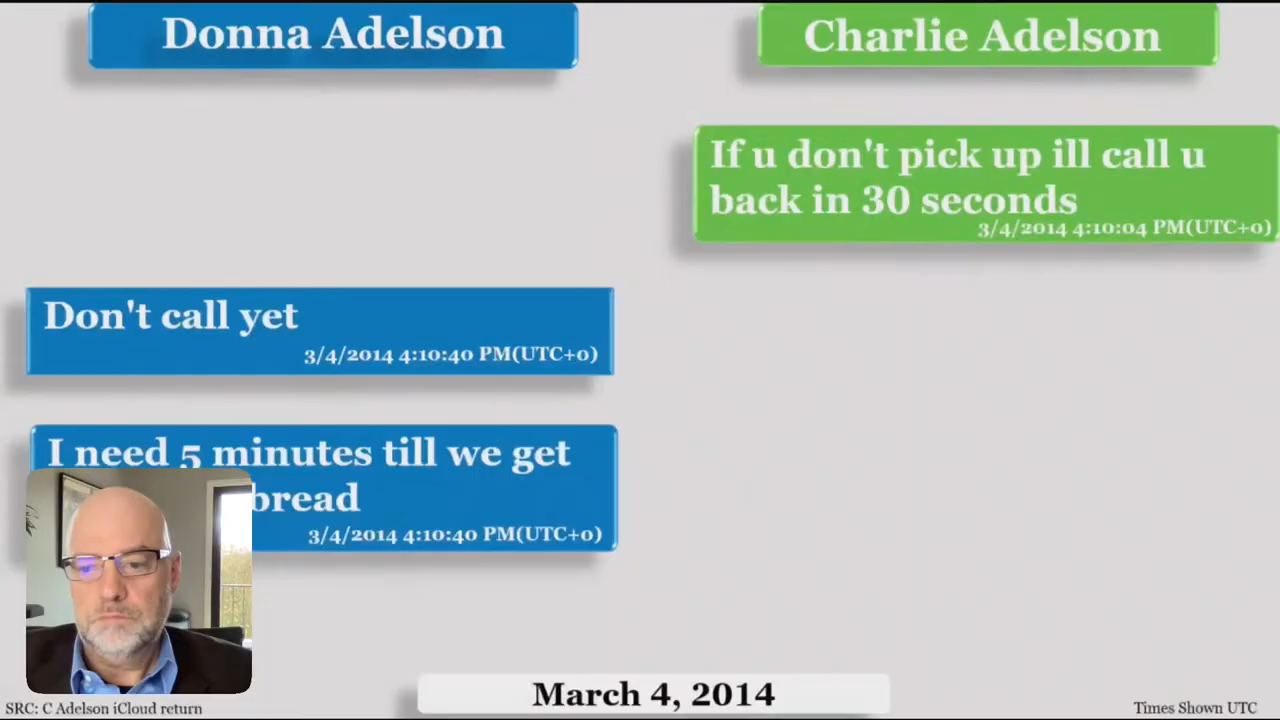 Donna Adelson
Charlie Adelson
If u don't pick up ill call u
back in 30 seconds
3/4/2014 4:10:04 PM(UTC+0)
Don't call yet
3/4/2014 4:10:40 PM(UTC+0)
I need 5 minutes till we get
bread
3/4/2014 4:10:40 PM(UTC+0)
March 4, 2014
SRC: C Adelson iCloud return
Times Shown UTC